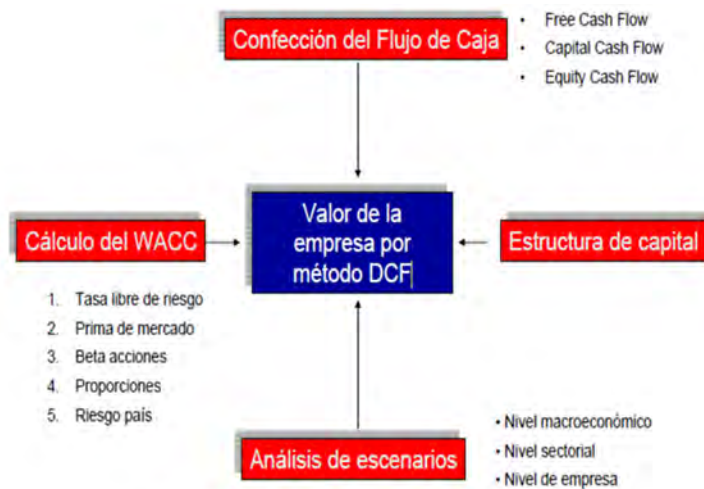 Confección del Flujo de Caja
• Free Cash Flow
• Capital Cash Flow
• Equity Cash Flow
Cálculo del WACC
Valor de la
empresa por
método DCF
Estructura de capital
1. Tasa libre de riesgo
2. Prima de mercado
3. Beta acciones
4. Proporciones
5. Riesgo país
Análisis de escenarios
• Nivel macroeconómico
• Nivel sectorial
• Nivel de empresa